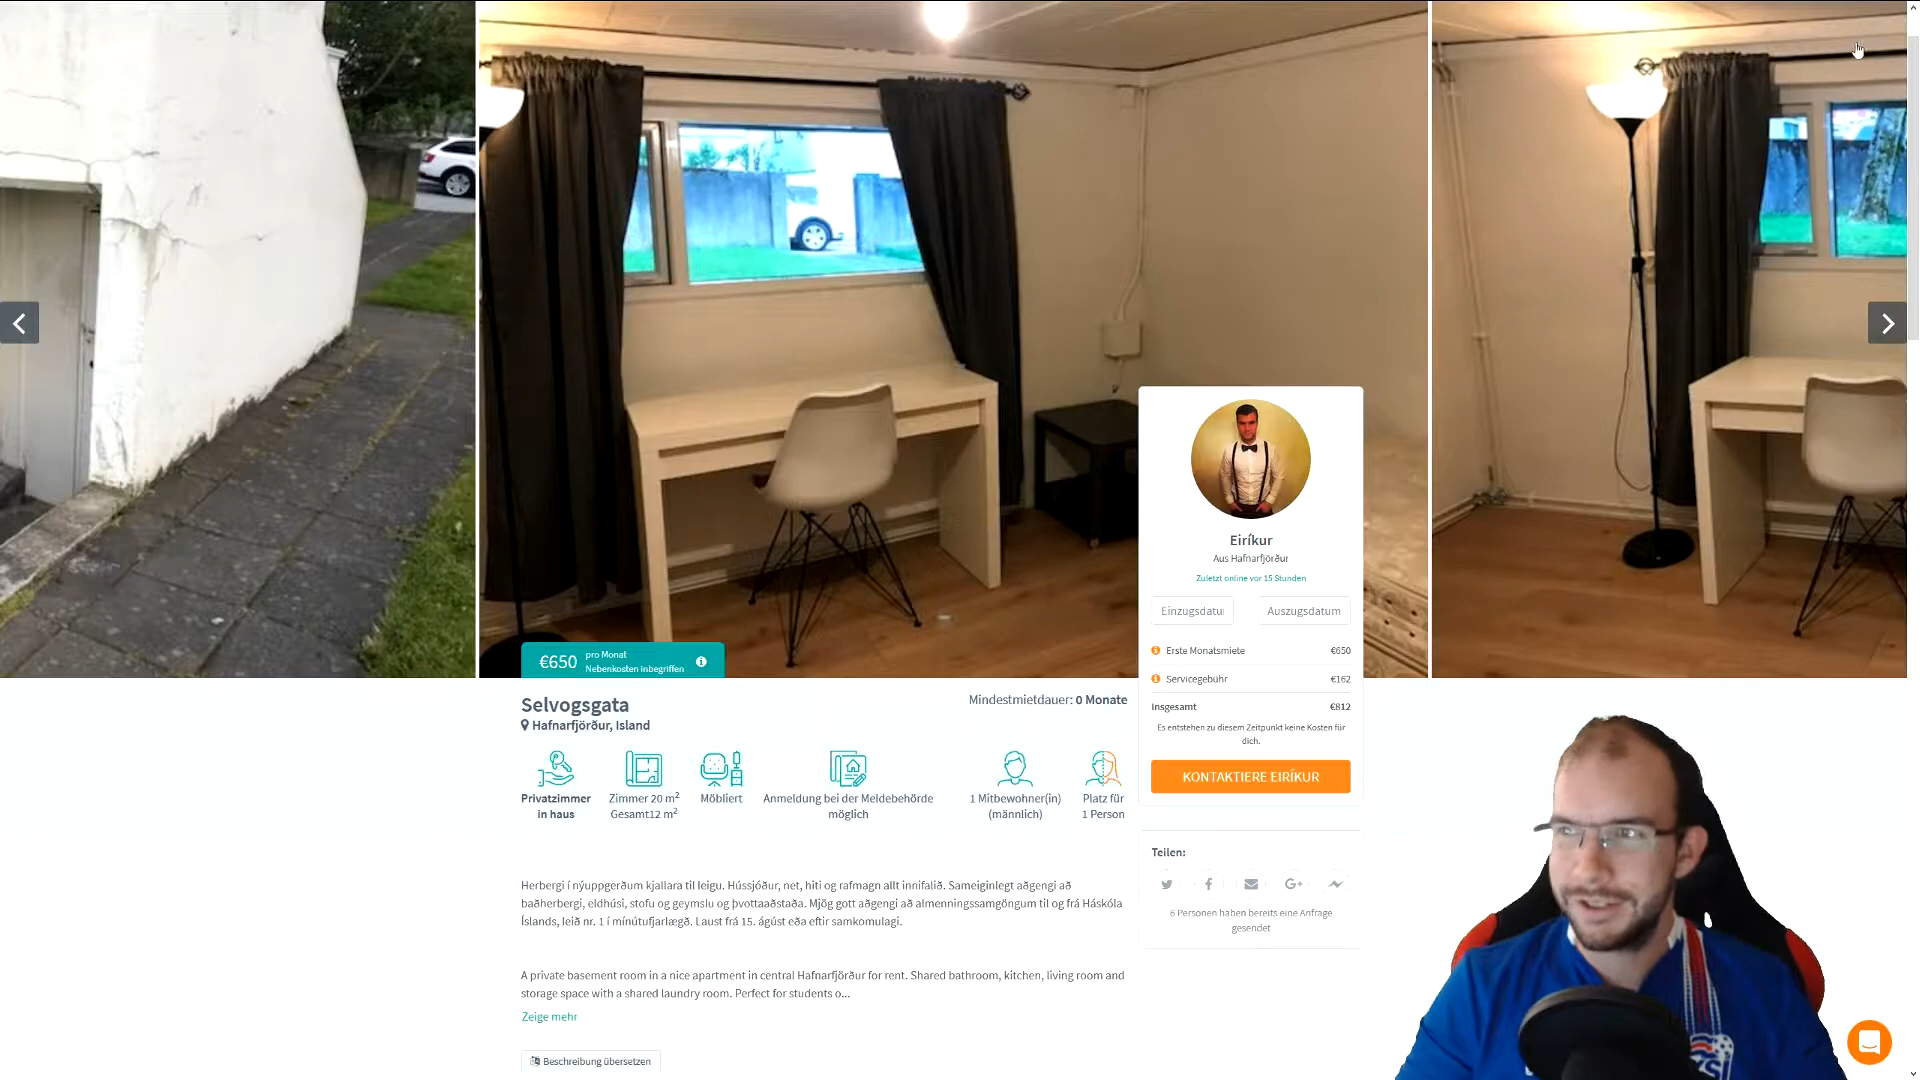 €650
pro Monat
Nebenkosten inbegriffen
Selvogsgata
Hafnarfjörður, Island
Mindestmietdauer: 0 Monate
Privatzimmer
in haus
Zimmer 20 m²
Gesamt12 m²
Möbliert
Anmeldung bei der Meldebehörde
möglich
1 Mitbewohner(in)
(männlich)
Platz für
1 Person
Herbergi í nýuppgerðum kjallara til leigu. Hússjóður, net, hiti og rafmagn allt innifalið. Sameiginlegt aðgengi að
baðherbergi, eldhúsi, stofu og geymslu og þvottaaðstaða. Mjög gott aðgengi að almenningssamgöngum til og frá Háskóla
Íslands, leið nr. 1 í mínútufjarlægð. Laust frá 15. ágúst eða eftir samkomulagi.
A private basement room in a nice apartment in central Hafnarfjörður for rent. Shared bathroom, kitchen, living room and
storage space with a shared laundry room. Perfect for students o...
Zeige mehr
Beschreibung übersetzen
Eiríkur
Aus Hafnarfjörður
Zuletzt online vor 15 Stunden
Einzugsdatu
Auszugsdatum
Erste Monatsmiete €650
Servicegebühr €162
Insgesamt €812
Es entstehen zu diesem Zeitpunkt keine Kosten für
dich.
KONTAKTIERE EIRÍKUR
Teilen:
6 Personen haben bereits eine Anfrage
gesendet